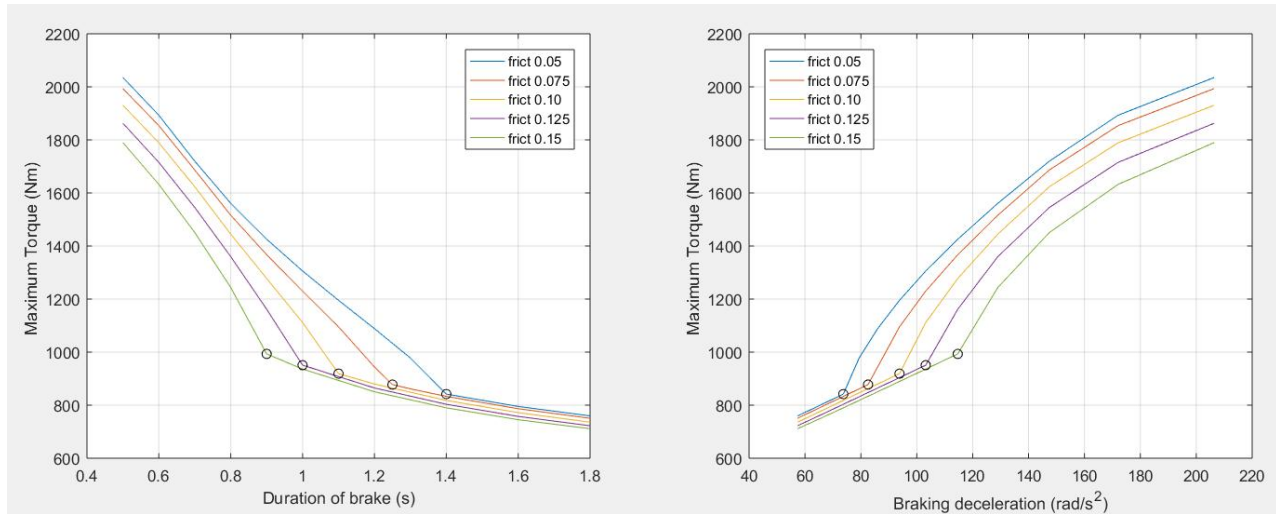 2200
2000
1800
1600
1400
1200
1000
800
600
Maximum Torque (Nm)
0.4 0.6 0.8 1 1.2 1.4 1.6 1.8
Duration of brake (s)
frict 0.05
frict 0.075
frict 0.10
frict 0.125
frict 0.15
2200
2000
1800
1600
1400
1200
1000
800
600
Maximum Torque (Nm)
40 60 80 100 120 140 160 180 200 220
Braking deceleration (rad/s²)
frict 0.05
frict 0.075
frict 0.10
frict 0.125
frict 0.15